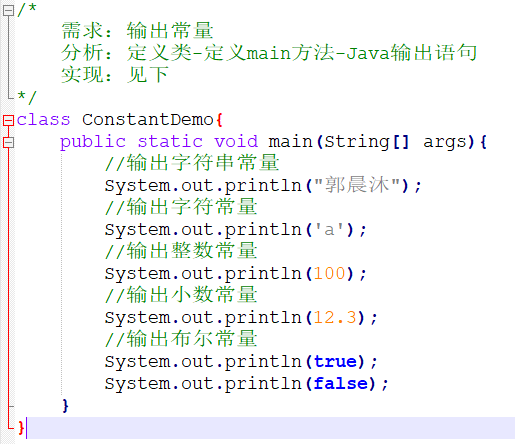 /*
    需求：输出常量
    分析：定义类-定义main方法-Java输出语句
    实现：见下
*/
class ConstantDemo{
    public static void main(String[] args){
        //输出字符串常量
        System.out.println("郭晨沐");
        //输出字符常量
        System.out.println('a');
        //输出整数常量
        System.out.println(100);
        //输出小数常量
        System.out.println(12.3);
        //输出布尔常量
        System.out.println(true);
        System.out.println(false);
    }
}